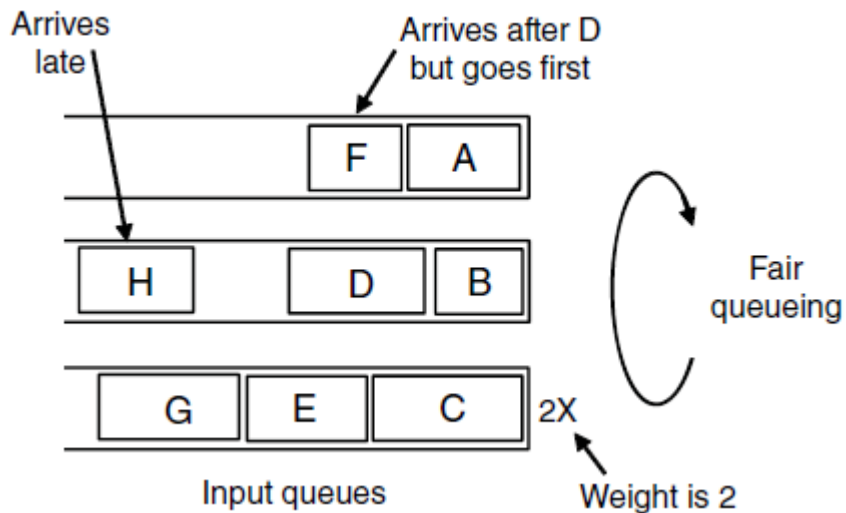 Arrives
late
Arrives after D
but goes first
F A
H D B
G E C 2X
Fair
queueing
Input queues
Weight is 2